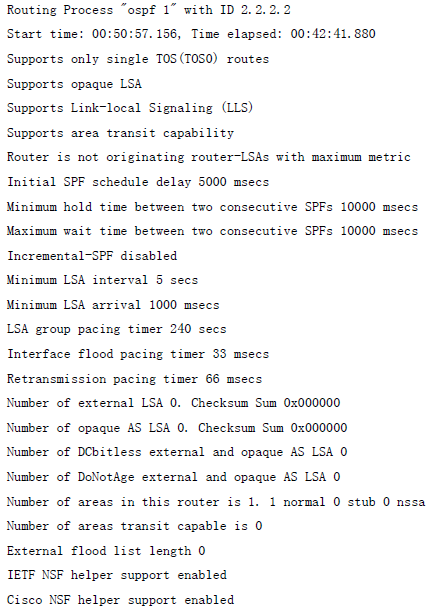 Routing Process "ospf 1" with ID 2.2.2.2
Start time: 00:50:57.156, Time elapsed: 00:42:41.880
Supports only single TOS(TOS0) routes
Supports opaque LSA
Supports Link-local Signaling (LLS)
Supports area transit capability
Router is not originating router-LSAs with maximum metric
Initial SPF schedule delay 5000 msecs
Minimum hold time between two consecutive SPFs 10000 msecs
Maximum wait time between two consecutive SPFs 10000 msecs
Incremental-SPF disabled
Minimum LSA interval 5 secs
Minimum LSA arrival 1000 msecs
LSA group pacing timer 240 secs
Interface flood pacing timer 33 msecs
Retransmission pacing timer 66 msecs
Number of external LSA 0. Checksum Sum 0x000000
Number of opaque AS LSA 0. Checksum Sum 0x000000
Number of DCbitless external and opaque AS LSA 0
Number of DoNotAge external and opaque AS LSA 0
Number of areas in this router is 1. 1 normal 0 stub 0 nssa
Number of areas transit capable is 0
External flood list length 0
IETF NSF helper support enabled
Cisco NSF helper support enabled